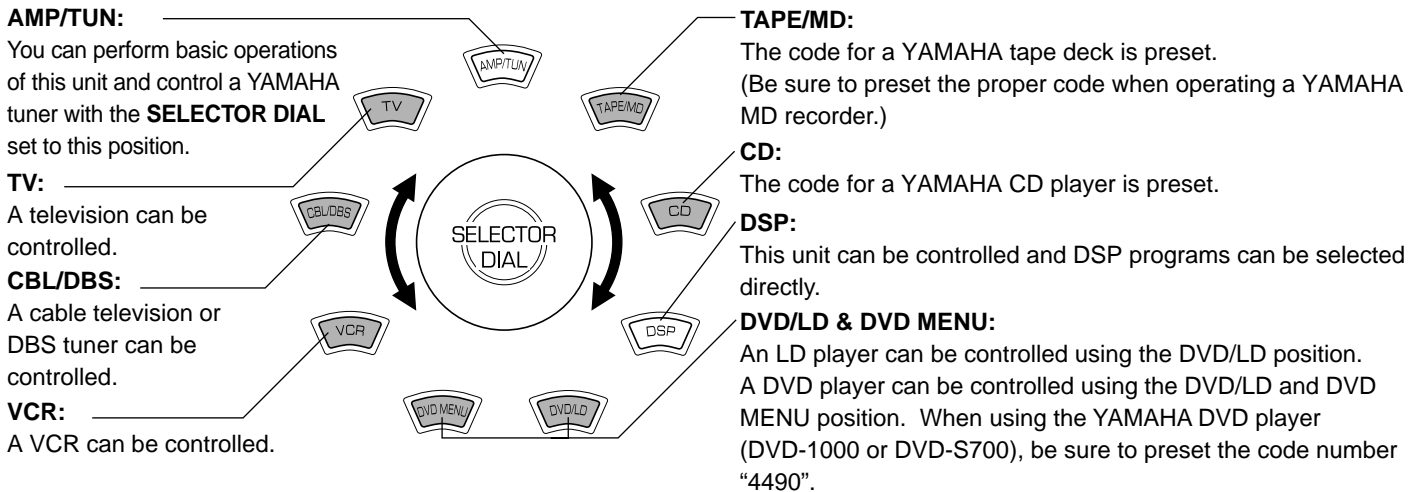 AMP/TUN:
You can perform basic operations
of this unit and control a YAMAHA
tuner with the SELECTOR DIAL
set to this position.
TV:
A television can be
controlled.
CBL/DBS:
A cable television or
DBS tuner can be
controlled.
VCR:
A VCR can be controlled.
AMP/TUN
TV
TAPE/MD
CBL/DBS
CD
SELECTOR
DIAL
VCR
DSP
DVD MENU
DVD/LD
TAPE/MD:
The code for a YAMAHA tape deck is preset.
(Be sure to preset the proper code when operating a YAMAHA
MD recorder.)
CD:
The code for a YAMAHA CD player is preset.
DSP:
This unit can be controlled and DSP programs can be selected
directly.
DVD/LD & DVD MENU:
An LD player can be controlled using the DVD/LD position.
A DVD player can be controlled using the DVD/LD and DVD
MENU position. When using the YAMAHA DVD player
(DVD-1000 or DVD-S700), be sure to preset the code number
“4490”.